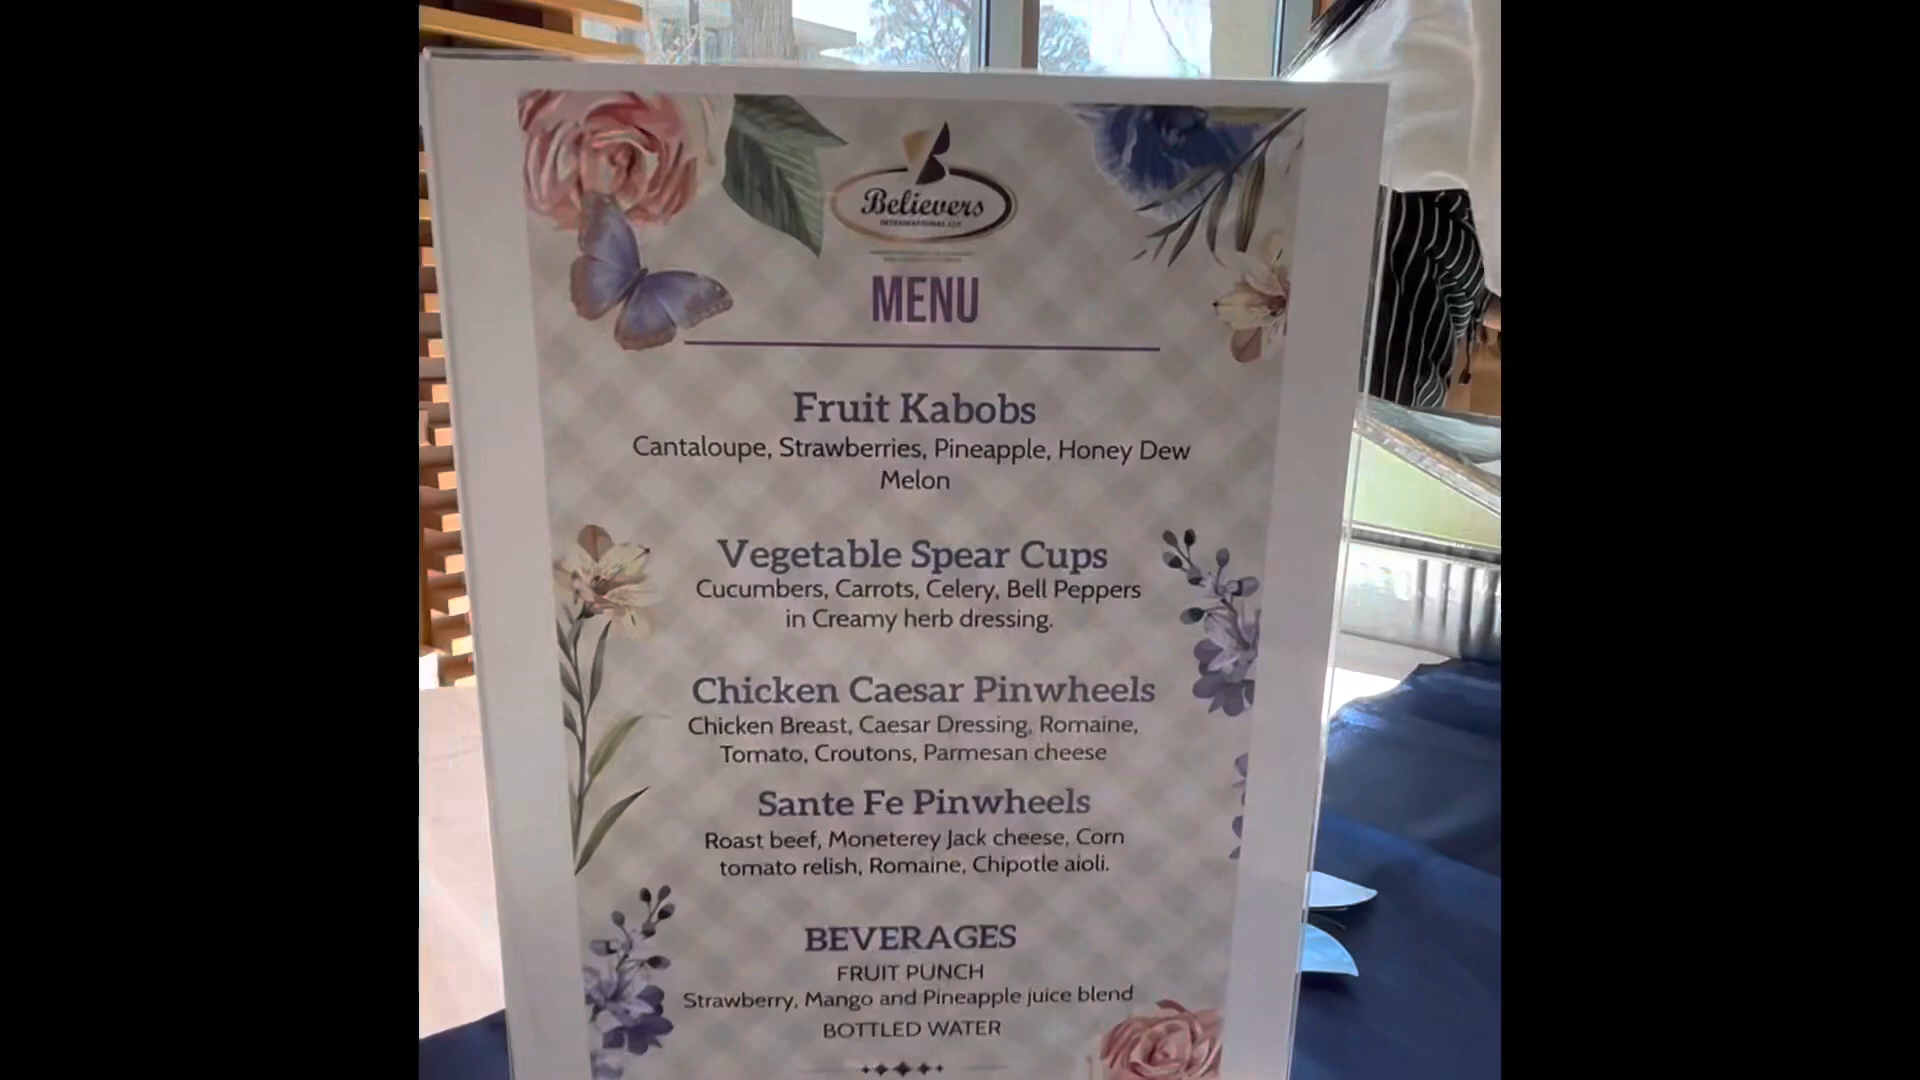 Believers
INTERNATIONAL LLC
MENU
Fruit Kabobs
Cantaloupe, Strawberries, Pineapple, Honey Dew
Melon
Vegetable Spear Cups
Cucumbers, Carrots, Celery, Bell Peppers
in Creamy herb dressing.
Chicken Caesar Pinwheels
Chicken Breast, Caesar Dressing, Romaine,
Tomato, Croutons, Parmesan cheese
Sante Fe Pinwheels
Roast beef, Moneterey Jack cheese, Corn
tomato relish, Romaine, Chipotle aioli.
BEVERAGES
FRUIT PUNCH
Strawberry, Mango and Pineapple juice blend
BOTTLED WATER